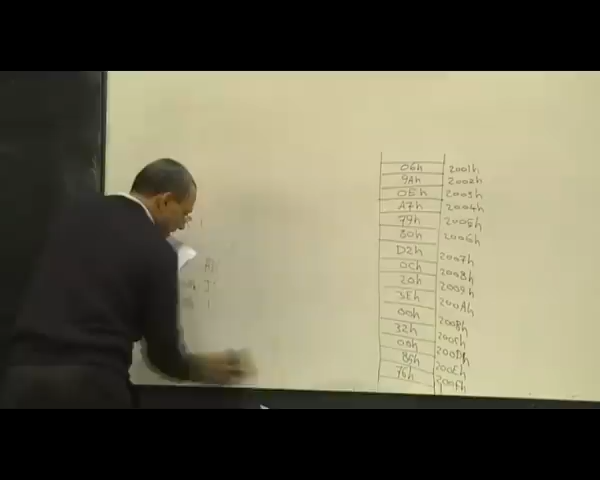 06h 2001h
9Ah 2002h
0Eh 2003h
A7h 2004h
79h 2005h
80h 2006h
D2h 2007h
0Ch 2008h
20h 2009h
3Eh 200Ah
00h 200Bh
32h 200Ch
00h 200Dh
85h 200Eh
76h 200Fh